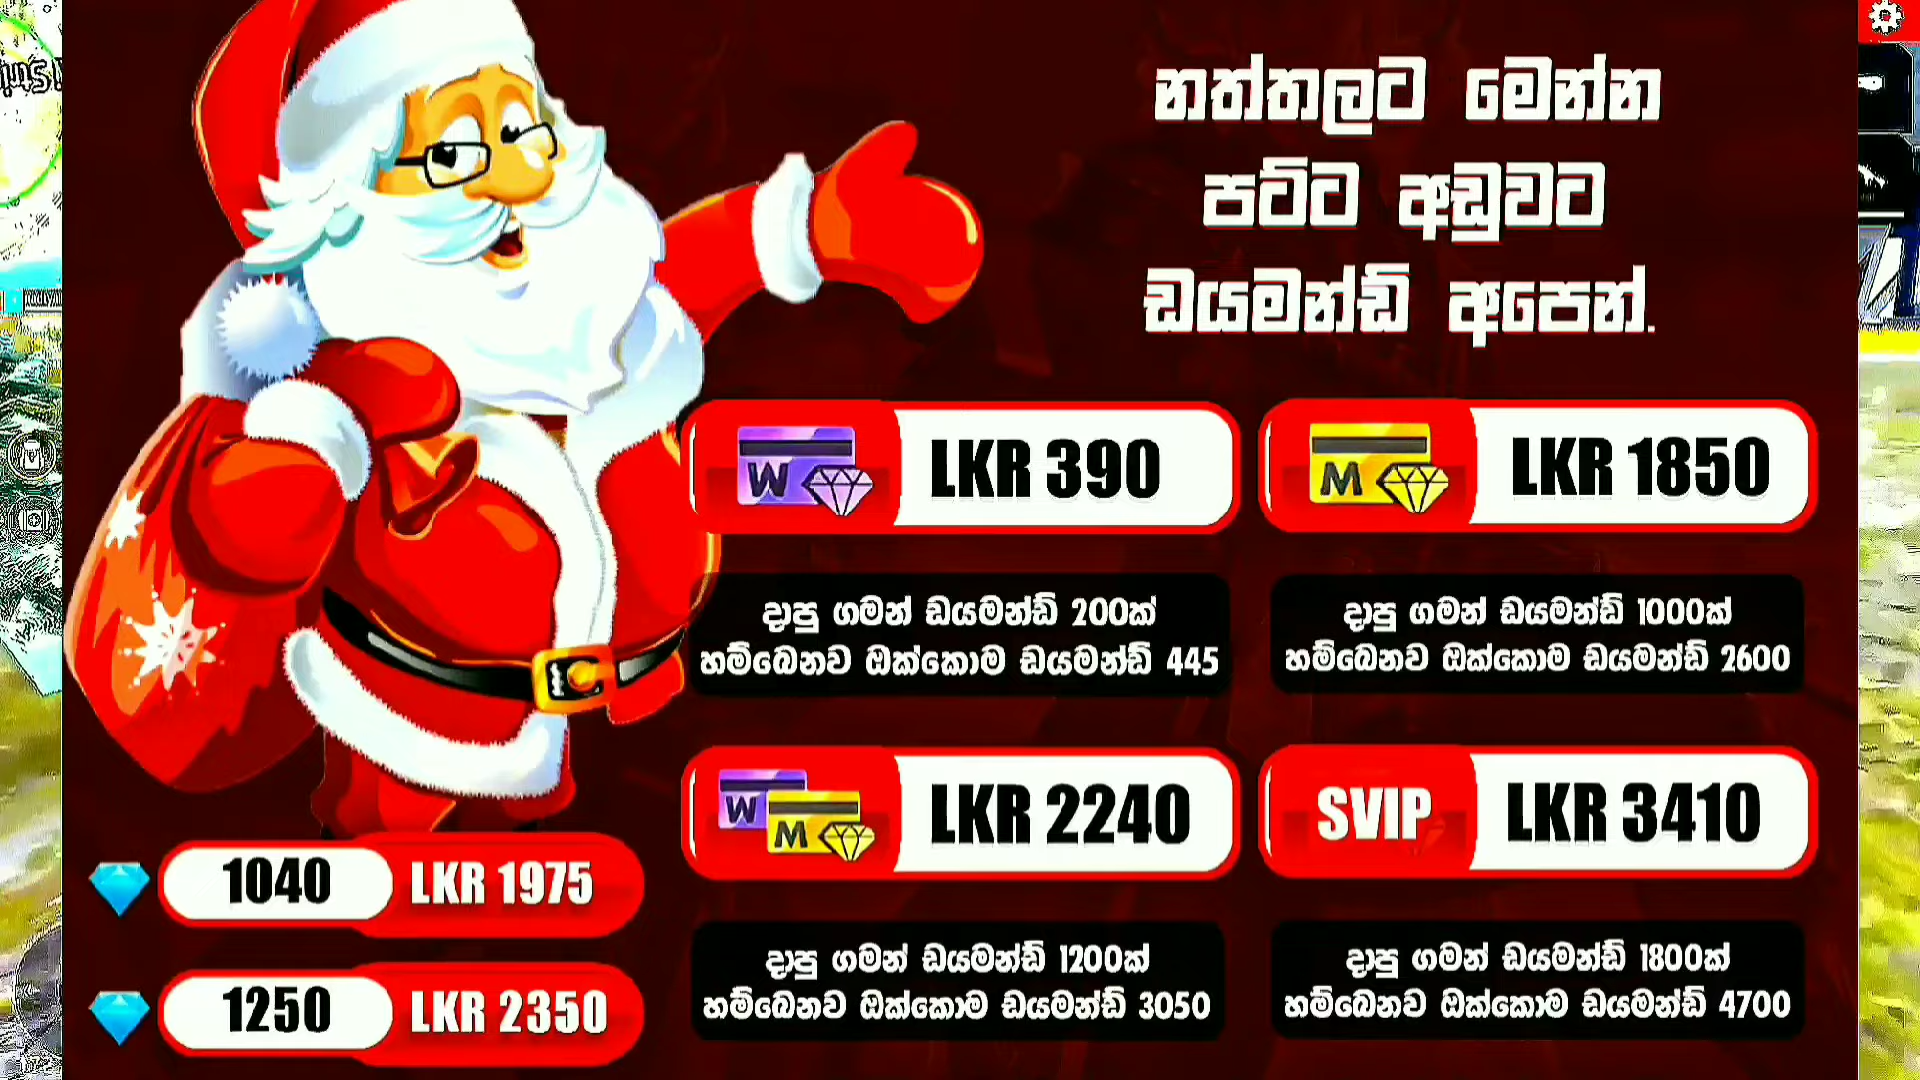 නත්තලට මෙන්න
පට්ට අඩුවට
ඩයමන්ඩ් අපෙන්.
W
LKR 390
M
LKR 1850
දාපු ගමන් ඩයමන්ඩ් 200ක්
හම්බෙනව ඔක්කොම ඩයමන්ඩ් 445
දාපු ගමන් ඩයමන්ඩ් 1000ක්
හම්බෙනව ඔක්කොම ඩයමන්ඩ් 2600
W
M
LKR 2240
SVIP
LKR 3410
දාපු ගමන් ඩයමන්ඩ් 1200ක්
හම්බෙනව ඔක්කොම ඩයමන්ඩ් 3050
දාපු ගමන් ඩයමන්ඩ් 1800ක්
හම්බෙනව ඔක්කොම ඩයමන්ඩ් 4700
1040 LKR 1975
1250 LKR 2350